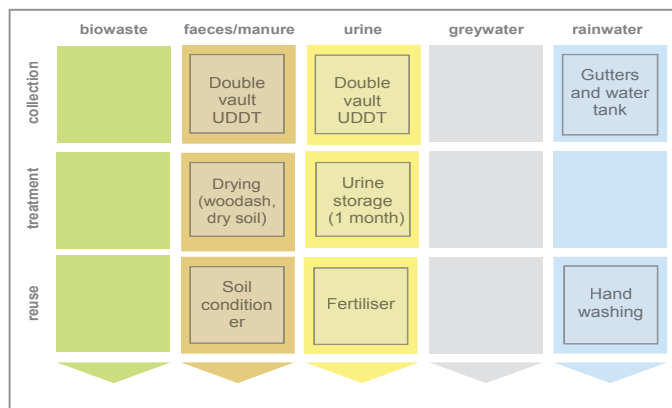 biowaste faeces/manure urine greywater rainwater
collection
Double
vault
UDDT
Double
vault
UDDT
Gutters
and water
tank
treatment
Drying
(woodash,
dry soil)
Urine
storage
(1 month)
reuse
Soil
condition
er
Fertiliser
Hand
washing